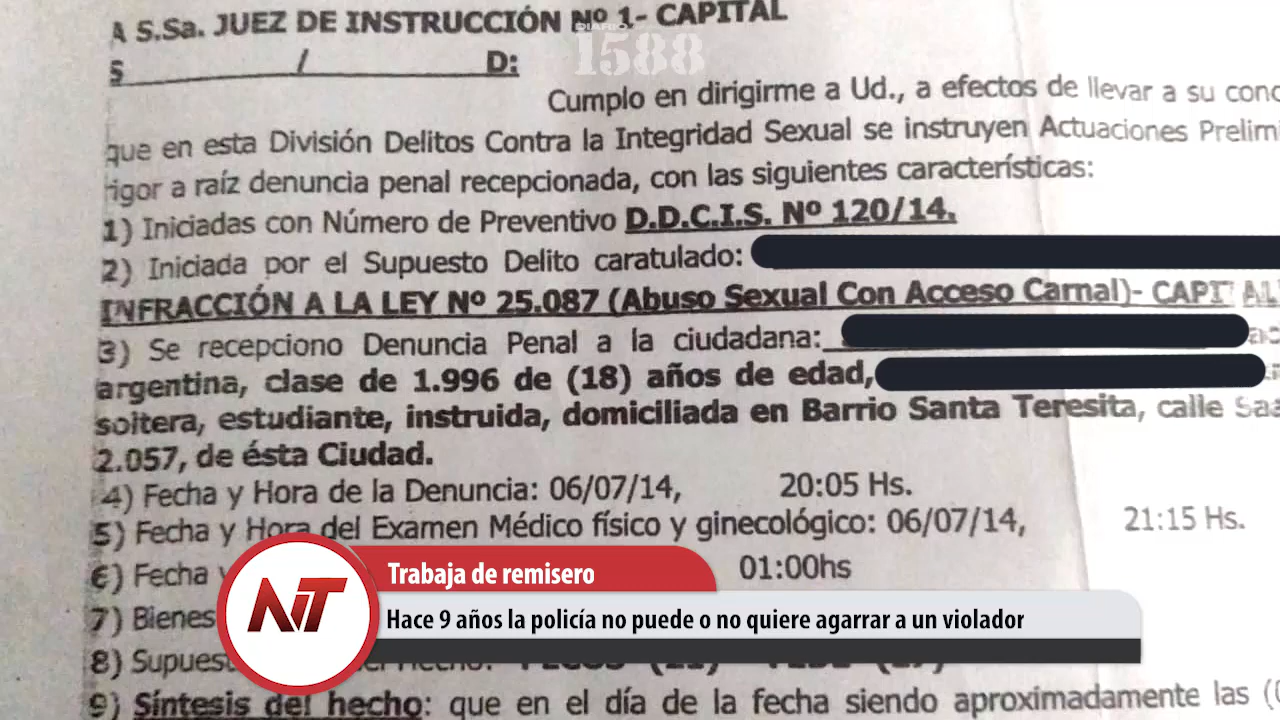 A S.Sa. JUEZ DE INSTRUCCIÓN Nº 1- CAPITAL
DIARIO
1588
S / D:
Cumplo en dirigirme a Ud., a efectos de llevar a su
que en esta División Delitos Contra la Integridad Sexual se instruyen Actuaciones
rigor a raíz denuncia penal recepcionada, con las siguientes características:
1) Iniciadas con Número de Preventivo D.D.C.I.S. Nº 120/14.
2) Iniciada por el Supuesto Delito caratulado:
INFRACCIÓN A LA LEY Nº 25.087 (Abuso Sexual Con Acceso Carnal)- CAPITAL
3) Se recepciono Denuncia Penal a la ciudadana:
argentina, clase de 1.996 de (18) años de edad,
soltera, estudiante, instruida, domiciliada en Barrio Santa Teresita, calle
2.057, de ésta Ciudad.
4) Fecha y Hora de la Denuncia: 06/07/14, 20:05 Hs.
5) Fecha y Hora del Examen Médico físico y ginecológico: 06/07/14, 21:15 Hs.
6) Fecha y 01:00hs
7) Bienes
8)
9) Síntesis del hecho: que en el día de la fecha siendo aproximadamente las
NiT
Trabaja de remisero
Hace 9 años la policía no puede o no quiere agarrar a un violador